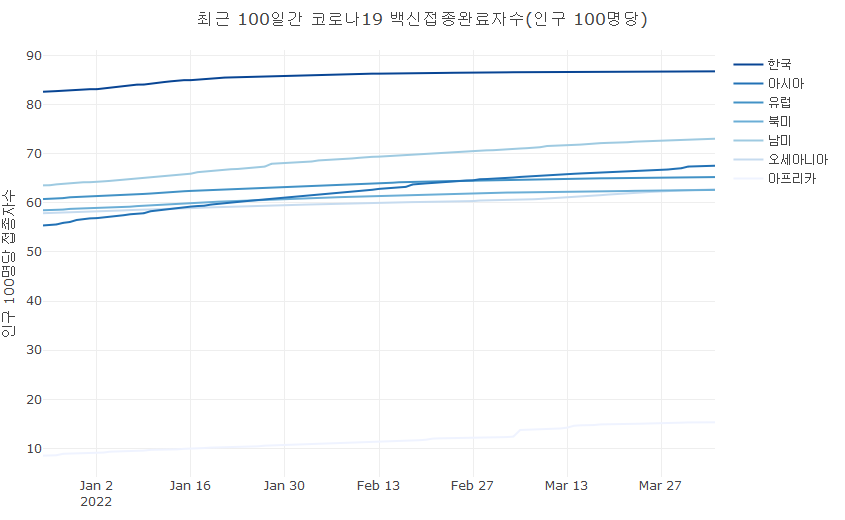 최근 100일간 코로나19 백신접종완료자수(인구 100명당)
인구 100명당 접종자수
90
80
70
60
50
40
30
20
10
Jan 2
2022
Jan 16
Jan 30
Feb 13
Feb 27
Mar 13
Mar 27
한국
아시아
유럽
북미
남미
오세아니아
아프리카